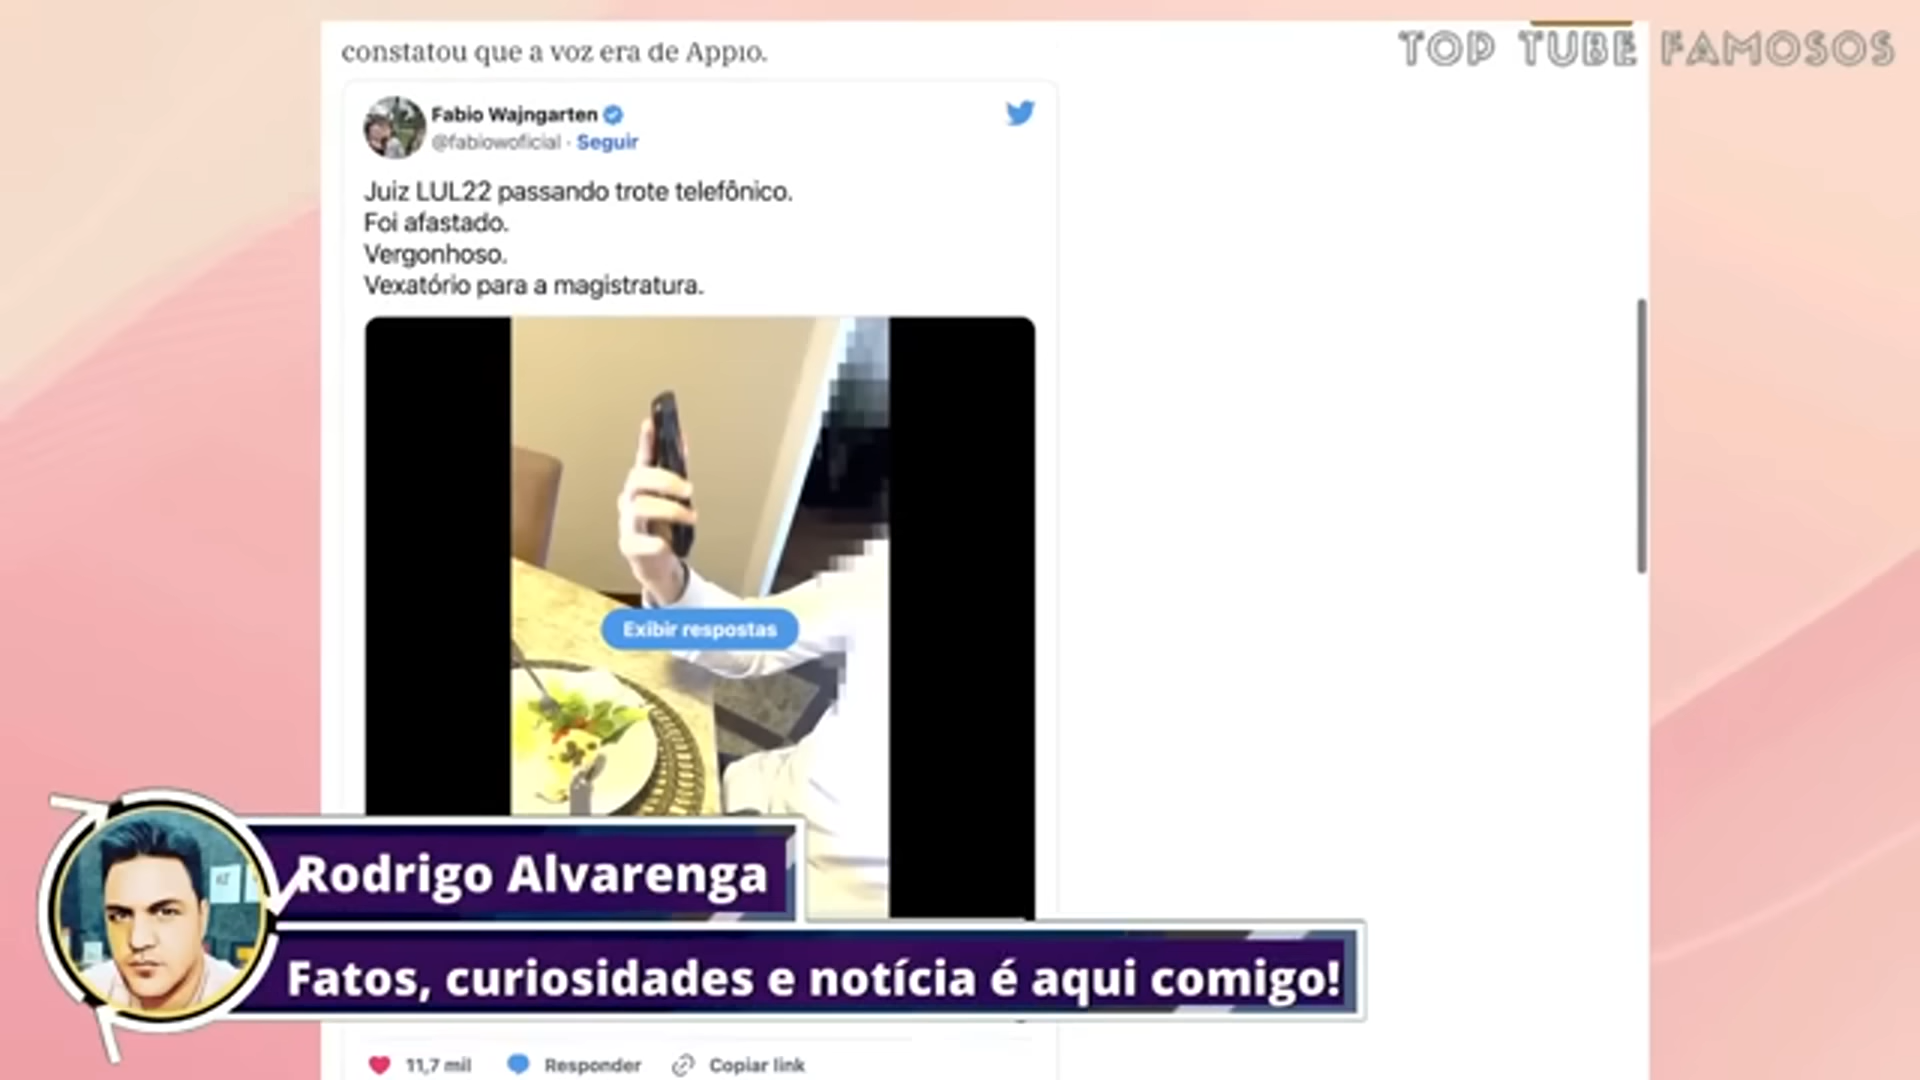 constatou que a voz era de Appio.
TOP TUBE FAMOSOS
Fabio Wajngarten
@fabiowoficial · Seguir
Juiz LUL22 passando trote telefônico.
Foi afastado.
Vergonhoso.
Vexatório para a magistratura.
Exibir respostas
Rodrigo Alvarenga
Fatos, curiosidades e notícia é aqui comigo!
11,7 mil
Responder
Copiar link